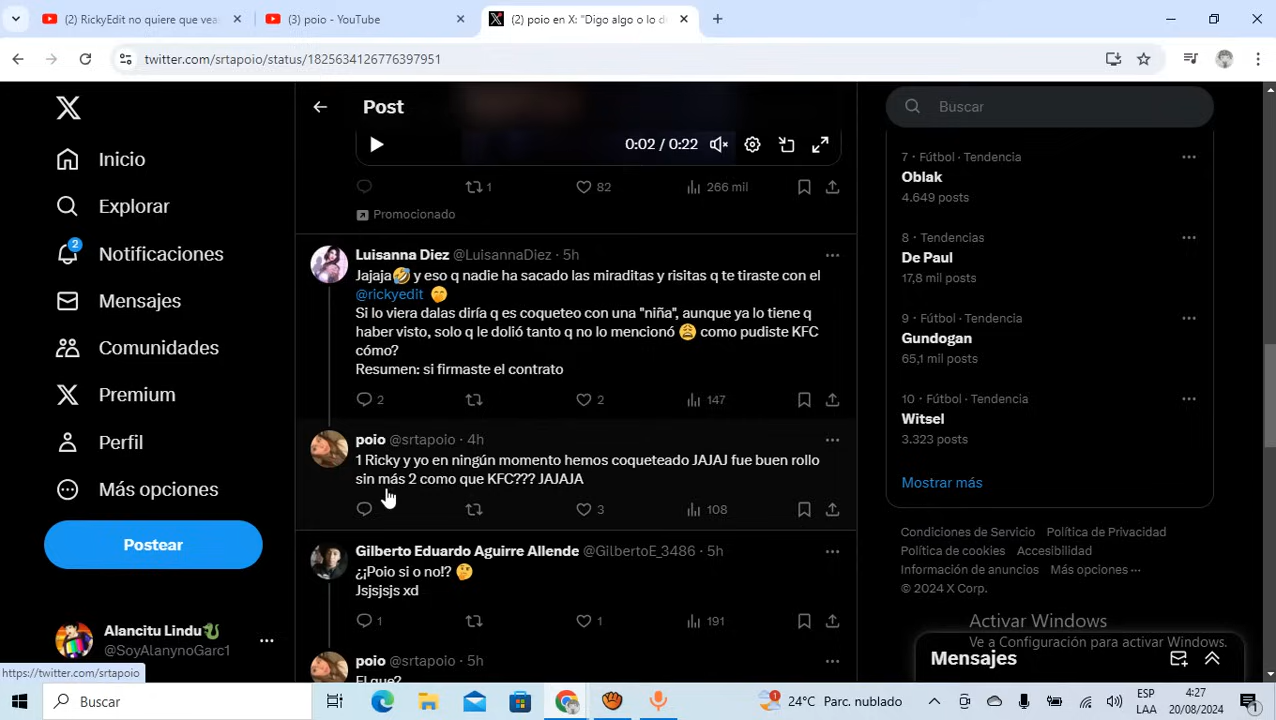 (2) RickyEdit no quiere que vea
(3) poio - YouTube
(2) poio en X: "Digo algo o lo d
twitter.com/srtapoio/status/1825634126776397951
Inicio
Explorar
2
Notificaciones
Mensajes
Comunidades
Premium
Perfil
Más opciones
Postear
Alancitu Lindu
@SoyAlanynoGarc1
https://twitter.com/srtapoio
Post
0:02 / 0:22
1
82
266 mil
Promocionado
Luisanna Diez @LuisannaDiez · 5h
Jajaja🤣 y eso q nadie ha sacado las miraditas y risitas q te tiraste con el
@rickyedit 🤭
Si lo viera dalas diría q es coqueteo con una "niña", aunque ya lo tiene q
haber visto, solo q le dolió tanto q no lo mencionó 😩 como pudiste KFC
cómo?
Resumen: si firmaste el contrato
2
2
147
poio @srtapoio · 4h
1 Ricky y yo en ningún momento hemos coqueteado JAJAJ fue buen rollo
sin más 2 como que KFC??? JAJAJA
3
108
Gilberto Eduardo Aguirre Allende @GilbertoE_3486 · 5h
¿¡Poio si o no!? 🤔
Jsjsjsjs xd
1
1
191
poio @srtapoio · 5h
El que?
Buscar
7 · Fútbol · Tendencia
Oblak
4.649 posts
8 · Tendencias
De Paul
17,8 mil posts
9 · Fútbol · Tendencia
Gundogan
65,1 mil posts
10 · Fútbol · Tendencia
Witsel
3.323 posts
Mostrar más
Condiciones de Servicio Política de Privacidad
Política de cookies Accesibilidad
Información de anuncios Más opciones ···
© 2024 X Corp.
Activar Windows
Ve a Configuración para activar Windows.
Mensajes
Buscar
1
24°C Parc. nublado
ESP
LAA
4:27
20/08/2024
1